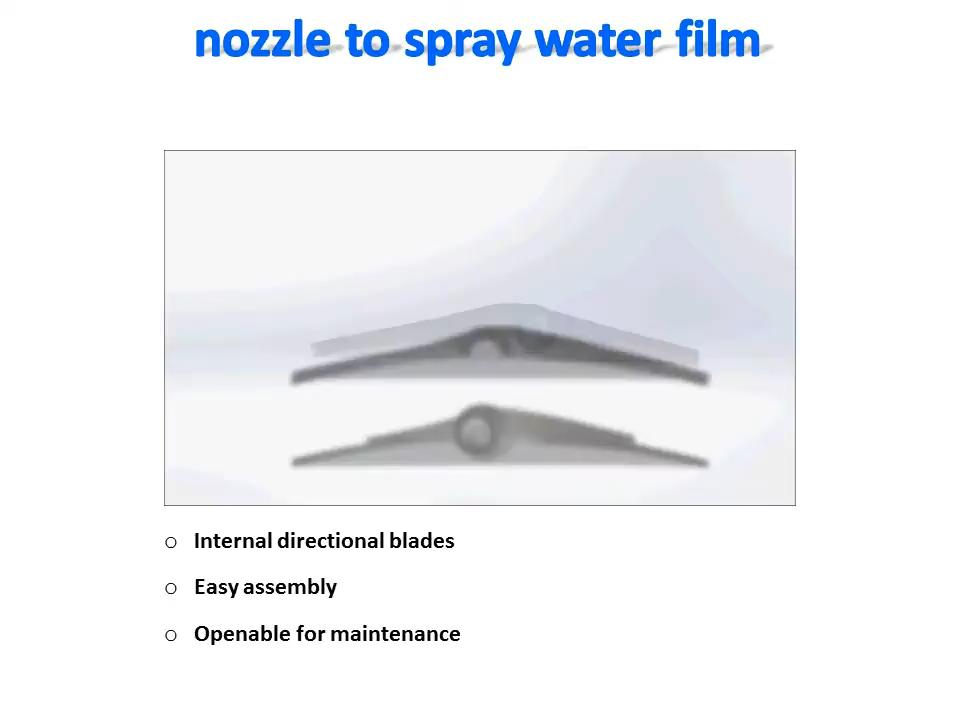 nozzle to spray water film
Internal directional blades
Easy assembly
Openable for maintenance